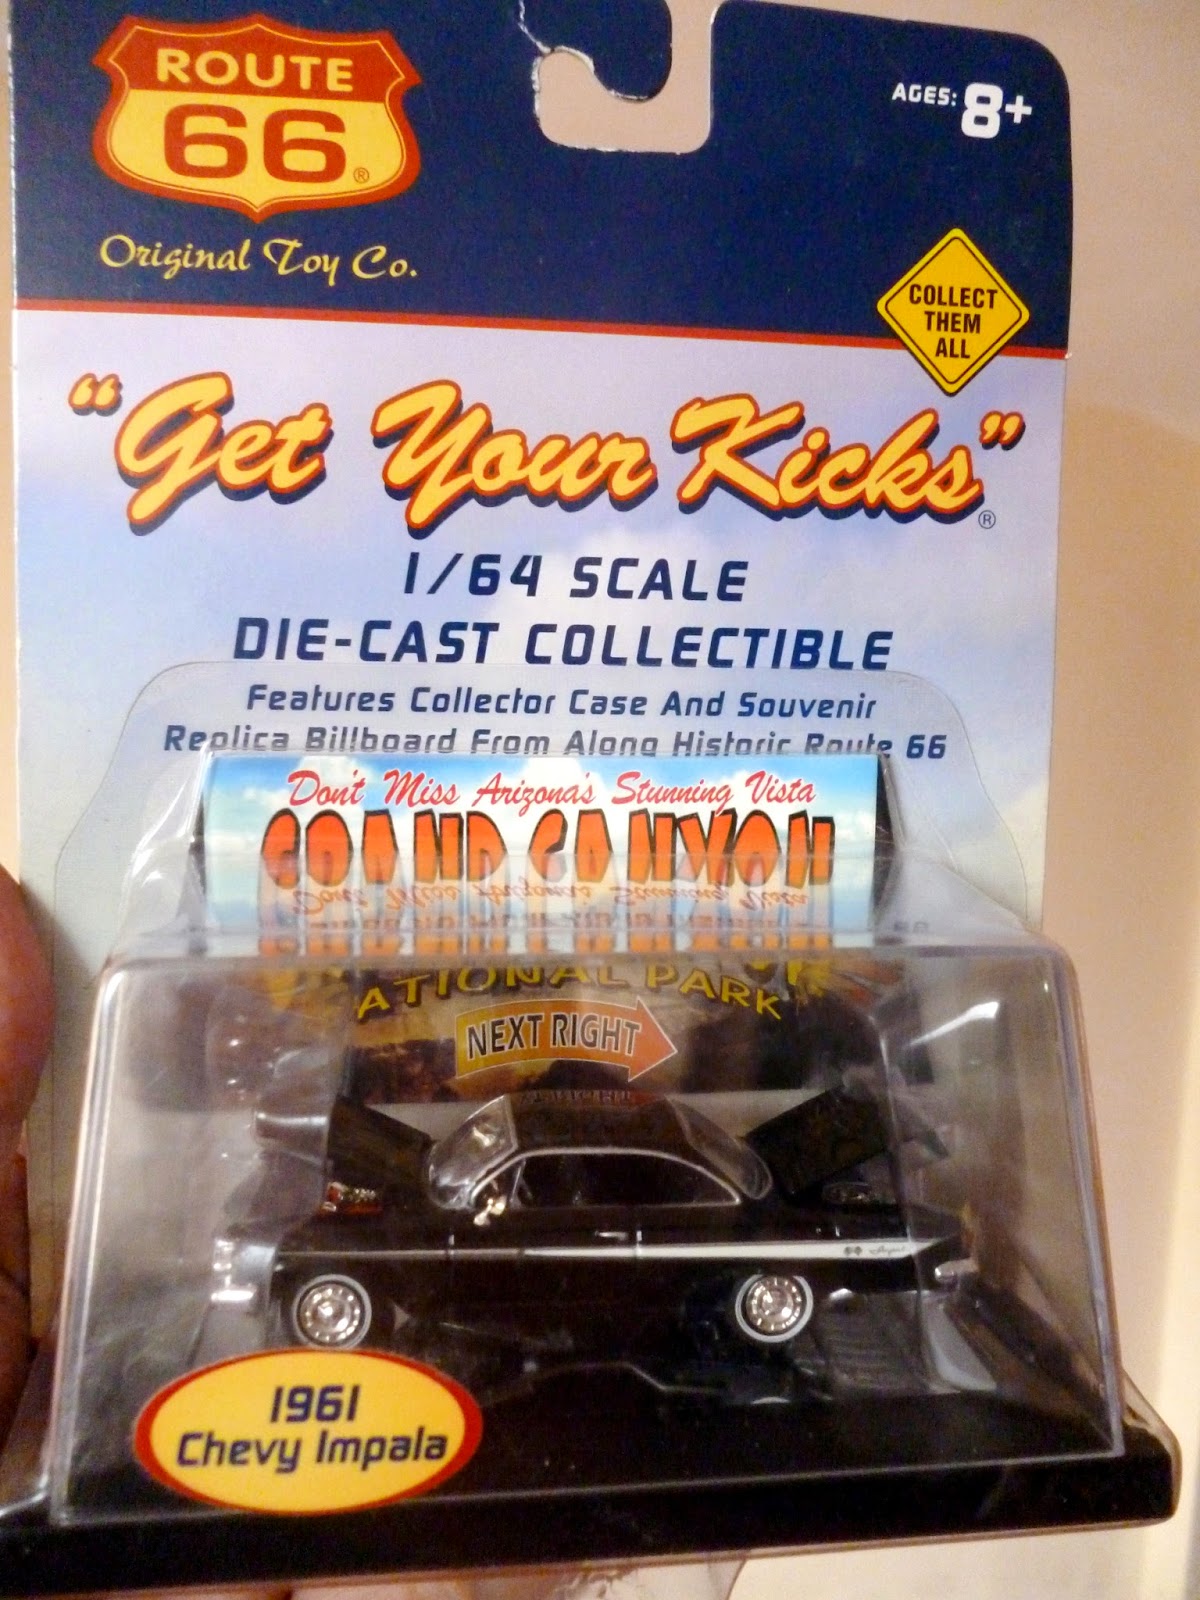 ROUTE
66®
Original Toy Co.
AGES: 8+
COLLECT
THEM
ALL
"Get Your Kicks"®
1/64 SCALE
DIE-CAST COLLECTIBLE
Features Collector Case And Souvenir
Replica Billboard From Along Historic Route 66
Don't Miss Arizona's Stunning Vista
GRAND CANYON
NATIONAL PARK
NEXT RIGHT
Impala
1961
Chevy Impala